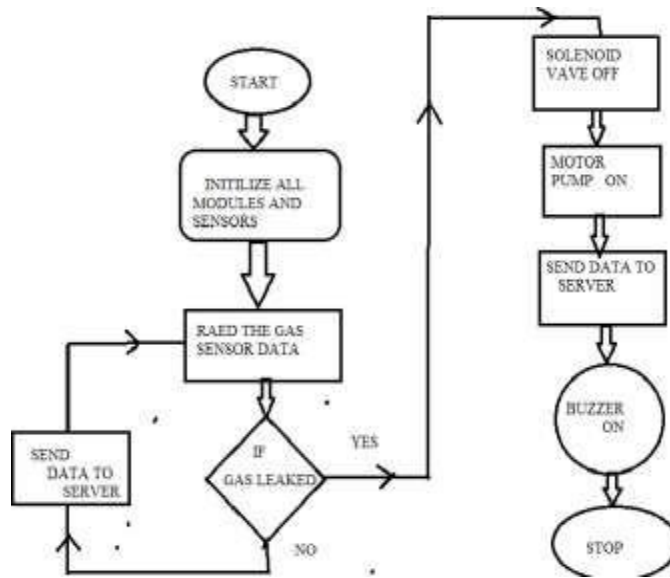 START
INITILIZE ALL
MODULES AND
SENSORS
RAED THE GAS
SENSOR DATA
IF
GAS LEAKED
YES
NO
SEND
DATA TO
SERVER
SOLENOID
VAVE OFF
MOTOR
PUMP ON
SEND DATA TO
SERVER
BUZZER
ON
STOP